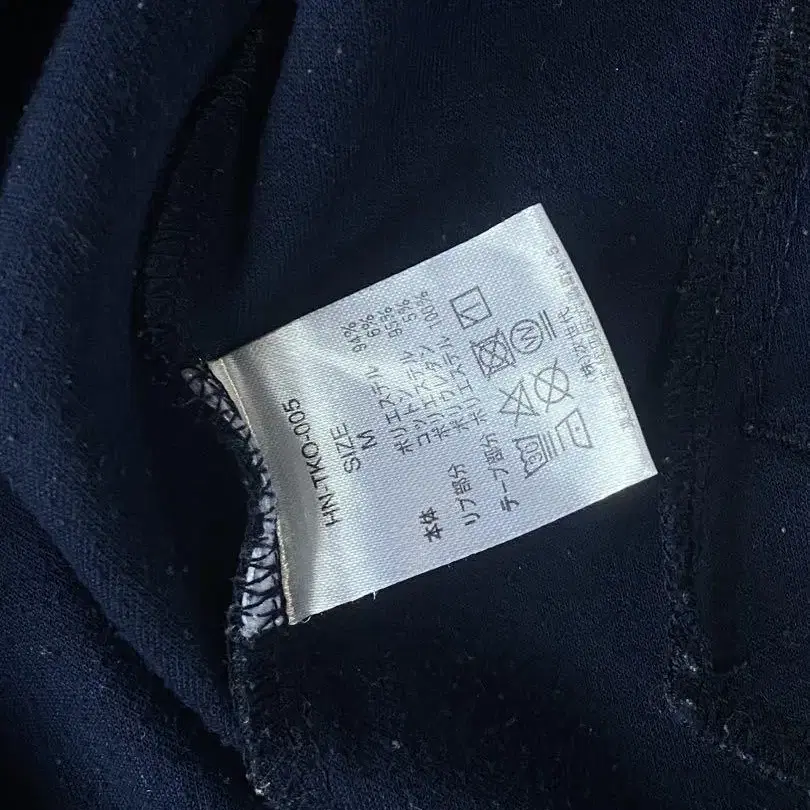 HN-TKO-005
SIZE
M
本体 ポリエステル 94%
コットン 6%
リブ部分 ポリエステル 95%
ポリウレタン 5%
テープ部分 ポリエステル 100%